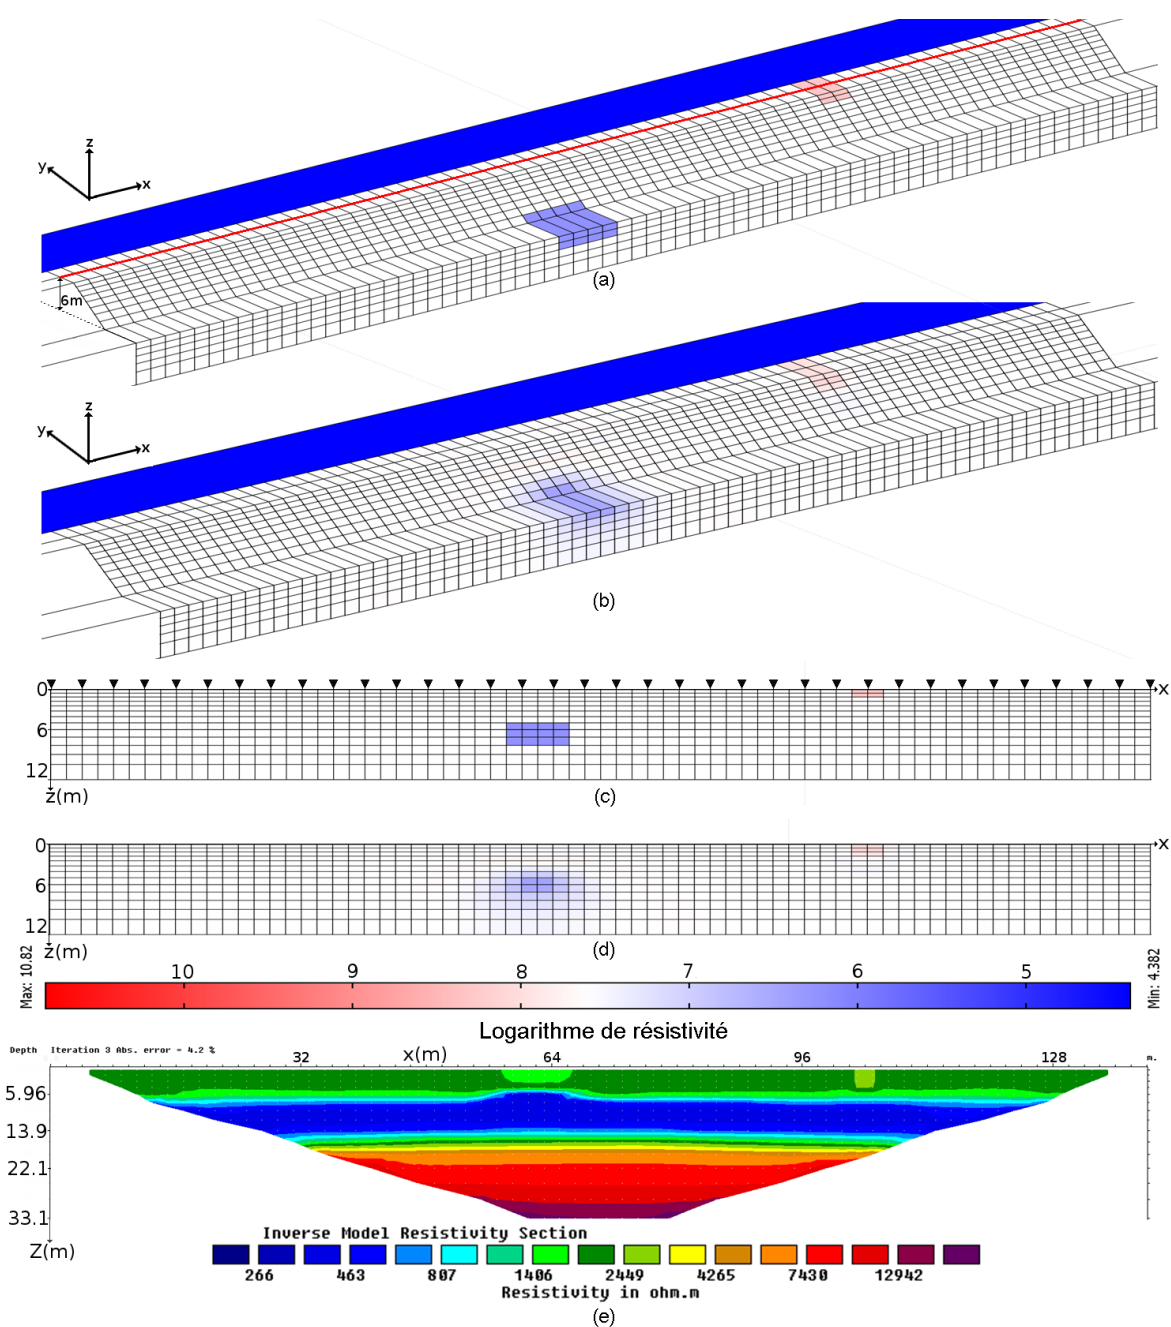 z
y
x
6m
(a)
z
y
x
(b)
0
x
6
12
z(m)
(c)
0
x
6
12
z(m)
(d)
Max: 10.82
10 9 8 7 6 5
Min: 4.382
Logarithme de résistivité
Depth Iteration 3 Abs. error = 4.2 %
32 x(m) 64 96 128 m.
5.96
13.9
22.1
33.1
Z(m)
Inverse Model Resistivity Section
266 463 807 1406 2449 4265 7430 12942
Resistivity in ohm.m
(e)